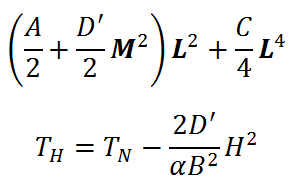 (A/2 + D′/2 M²) L² + C/4 L⁴
T_H = T_N − 2D′/αB² H²